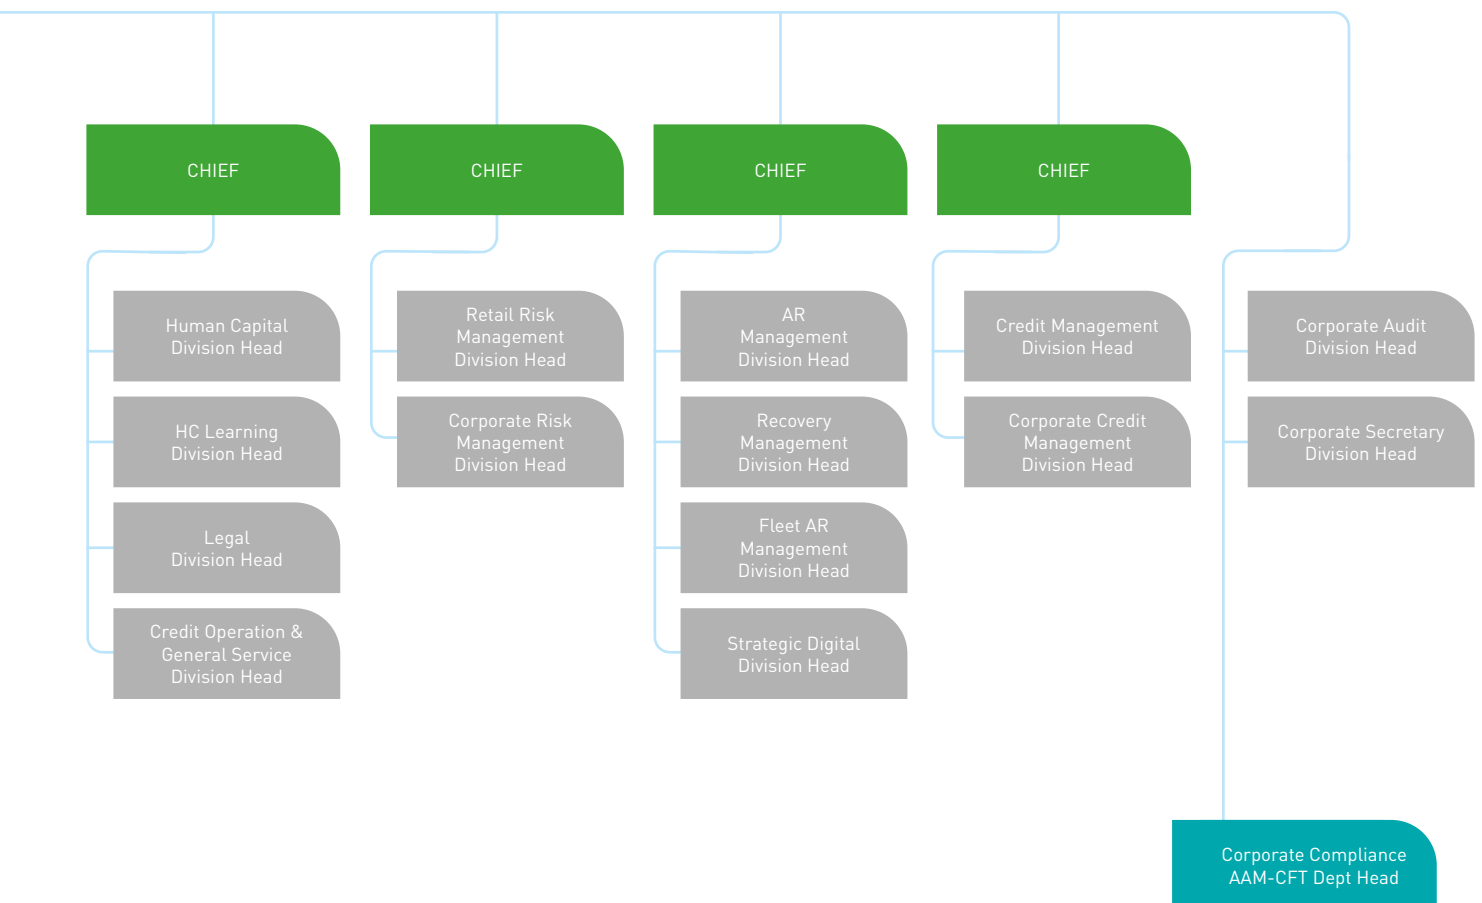 CHIEF
CHIEF
CHIEF
CHIEF
Human Capital
Division Head
HC Learning
Division Head
Legal
Division Head
Credit Operation &
General Service
Division Head
Retail Risk
Management
Division Head
Corporate Risk
Management
Division Head
AR
Management
Division Head
Recovery
Management
Division Head
Fleet AR
Management
Division Head
Strategic Digital
Division Head
Credit Management
Division Head
Corporate Credit
Management
Division Head
Corporate Audit
Division Head
Corporate Secretary
Division Head
Corporate Compliance
AAM-CFT Dept Head